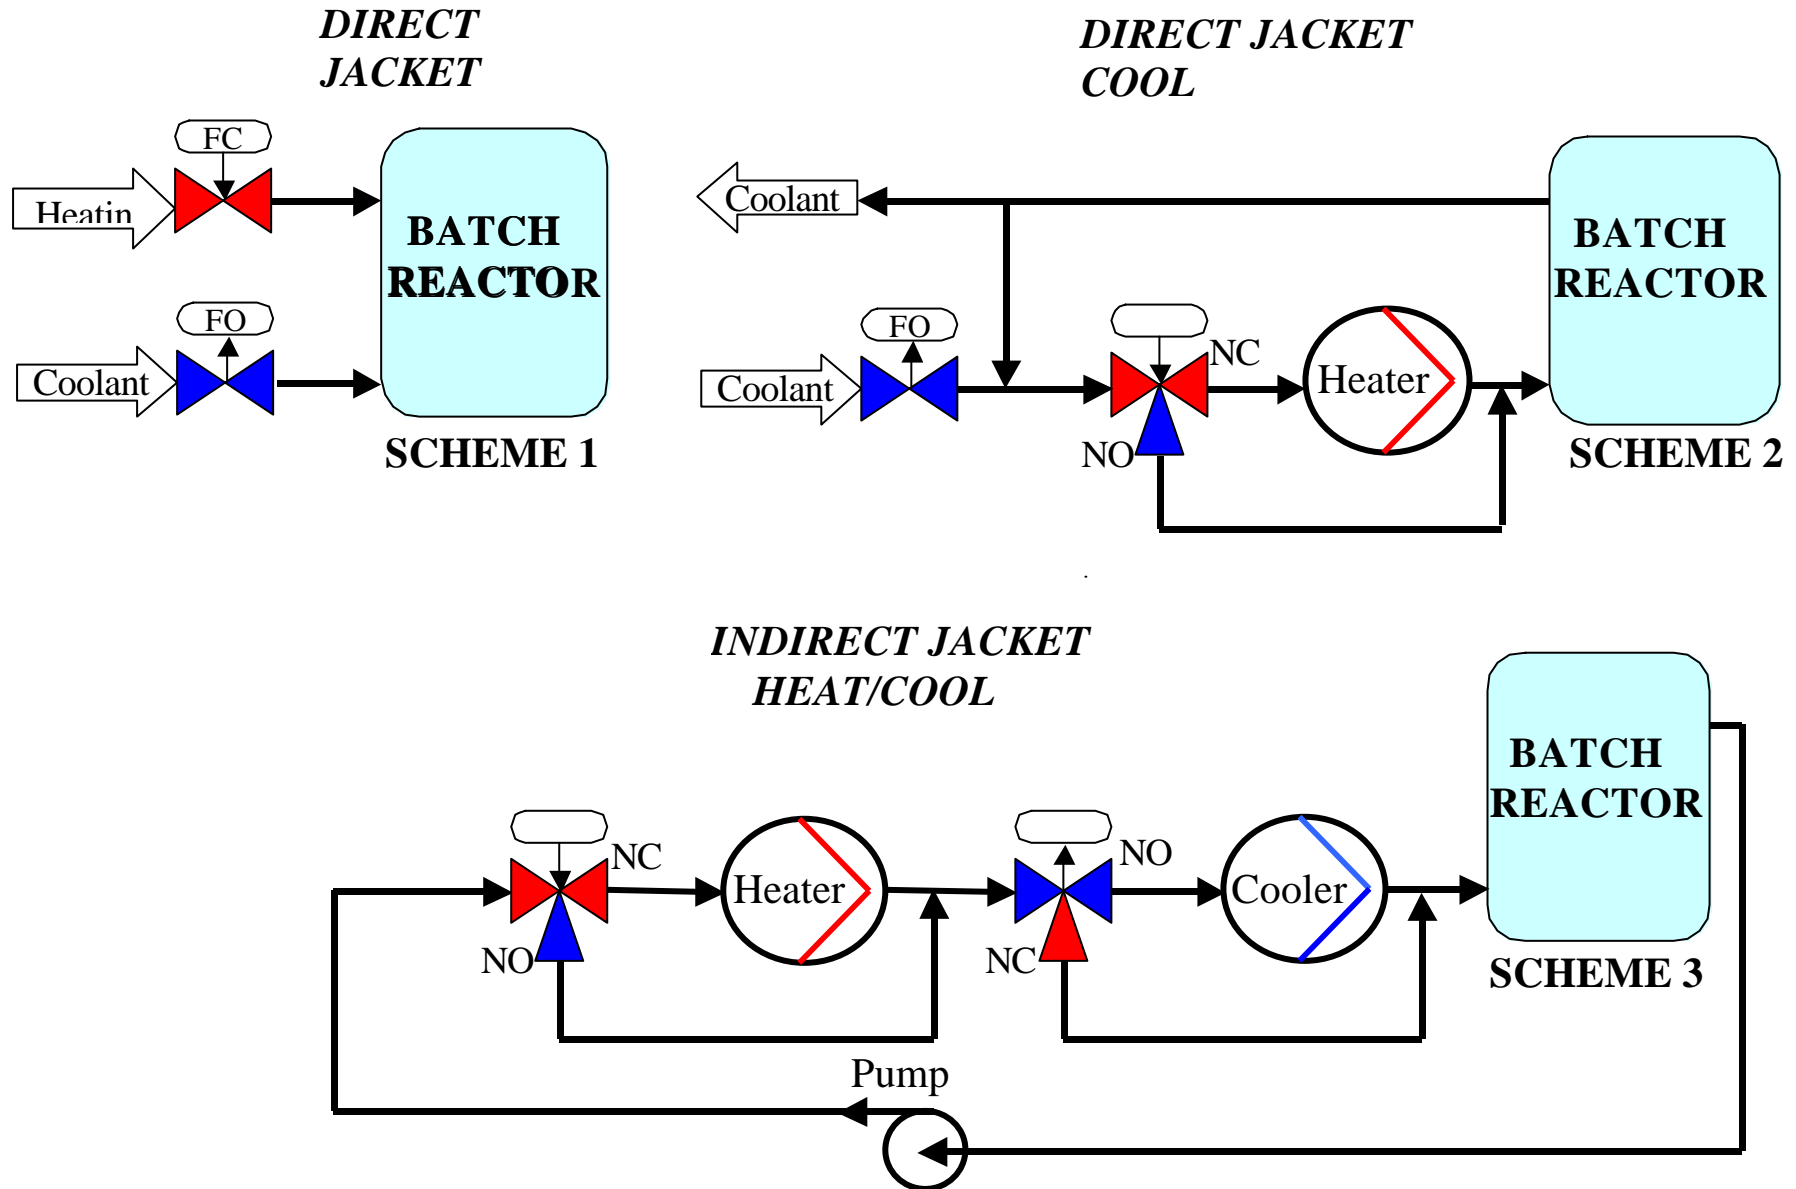 DIRECT
JACKET
FC
Heatin
BATCH
REACTOR
FO
Coolant
SCHEME 1
DIRECT JACKET
COOL
Coolant
BATCH
REACTOR
FO
Coolant
NC
NO
Heater
SCHEME 2
INDIRECT JACKET
HEAT/COOL
BATCH
REACTOR
NC
NO
Heater
NO
NC
Cooler
SCHEME 3
Pump